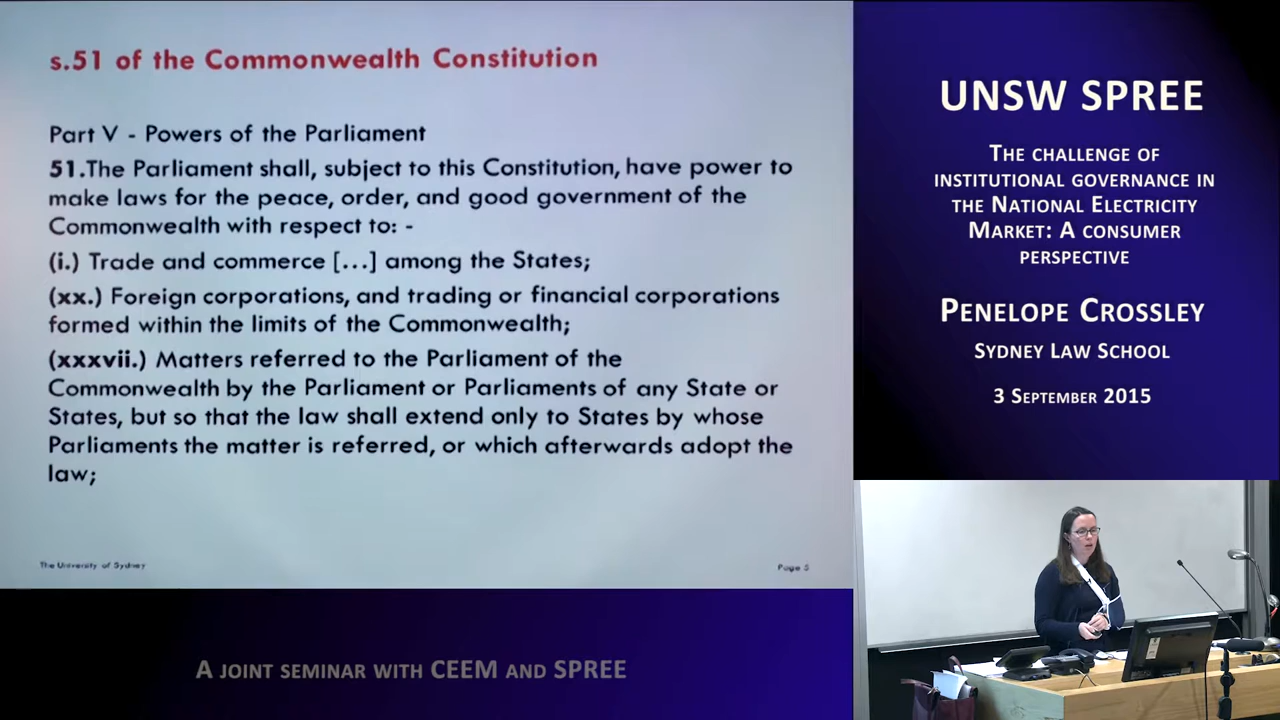 s.51 of the Commonwealth Constitution
Part V - Powers of the Parliament
51.The Parliament shall, subject to this Constitution, have power to
make laws for the peace, order, and good government of the
Commonwealth with respect to: -
(i.) Trade and commerce [...] among the States;
(xx.) Foreign corporations, and trading or financial corporations
formed within the limits of the Commonwealth;
(xxxvii.) Matters referred to the Parliament of the
Commonwealth by the Parliament or Parliaments of any State or
States, but so that the law shall extend only to States by whose
Parliaments the matter is referred, or which afterwards adopt the
law;
The University of Sydney
Page 5
UNSW SPREE
THE CHALLENGE OF
INSTITUTIONAL GOVERNANCE IN
THE NATIONAL ELECTRICITY
MARKET: A CONSUMER
PERSPECTIVE
PENELOPE CROSSLEY
SYDNEY LAW SCHOOL
3 SEPTEMBER 2015
A JOINT SEMINAR WITH CEEM AND SPREE